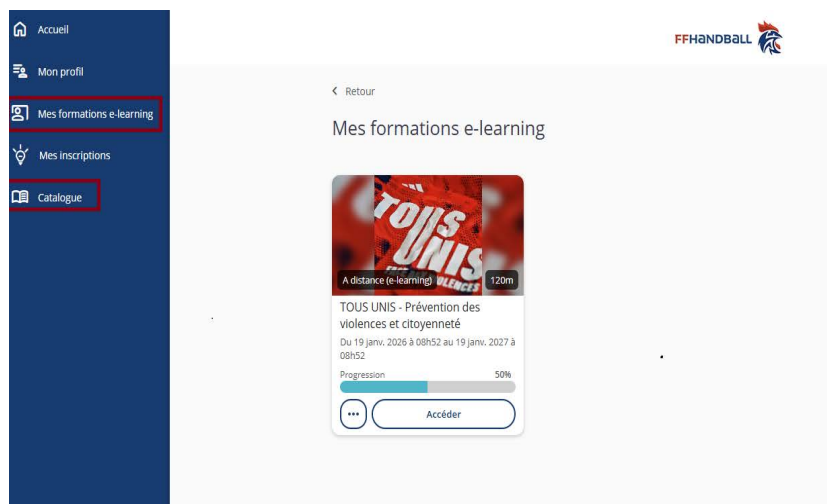 Accueil
Mon profil
Mes formations e-learning
Mes inscriptions
Catalogue
FFHANDBALL
Retour
Mes formations e-learning
TOUS
UNIS
A distance (e-learning)
120m
TOUS UNIS - Prévention des
violences et citoyenneté
Du 19 janv. 2026 à 08h52 au 19 janv. 2027 à
08h52
Progression 50%
... Accéder